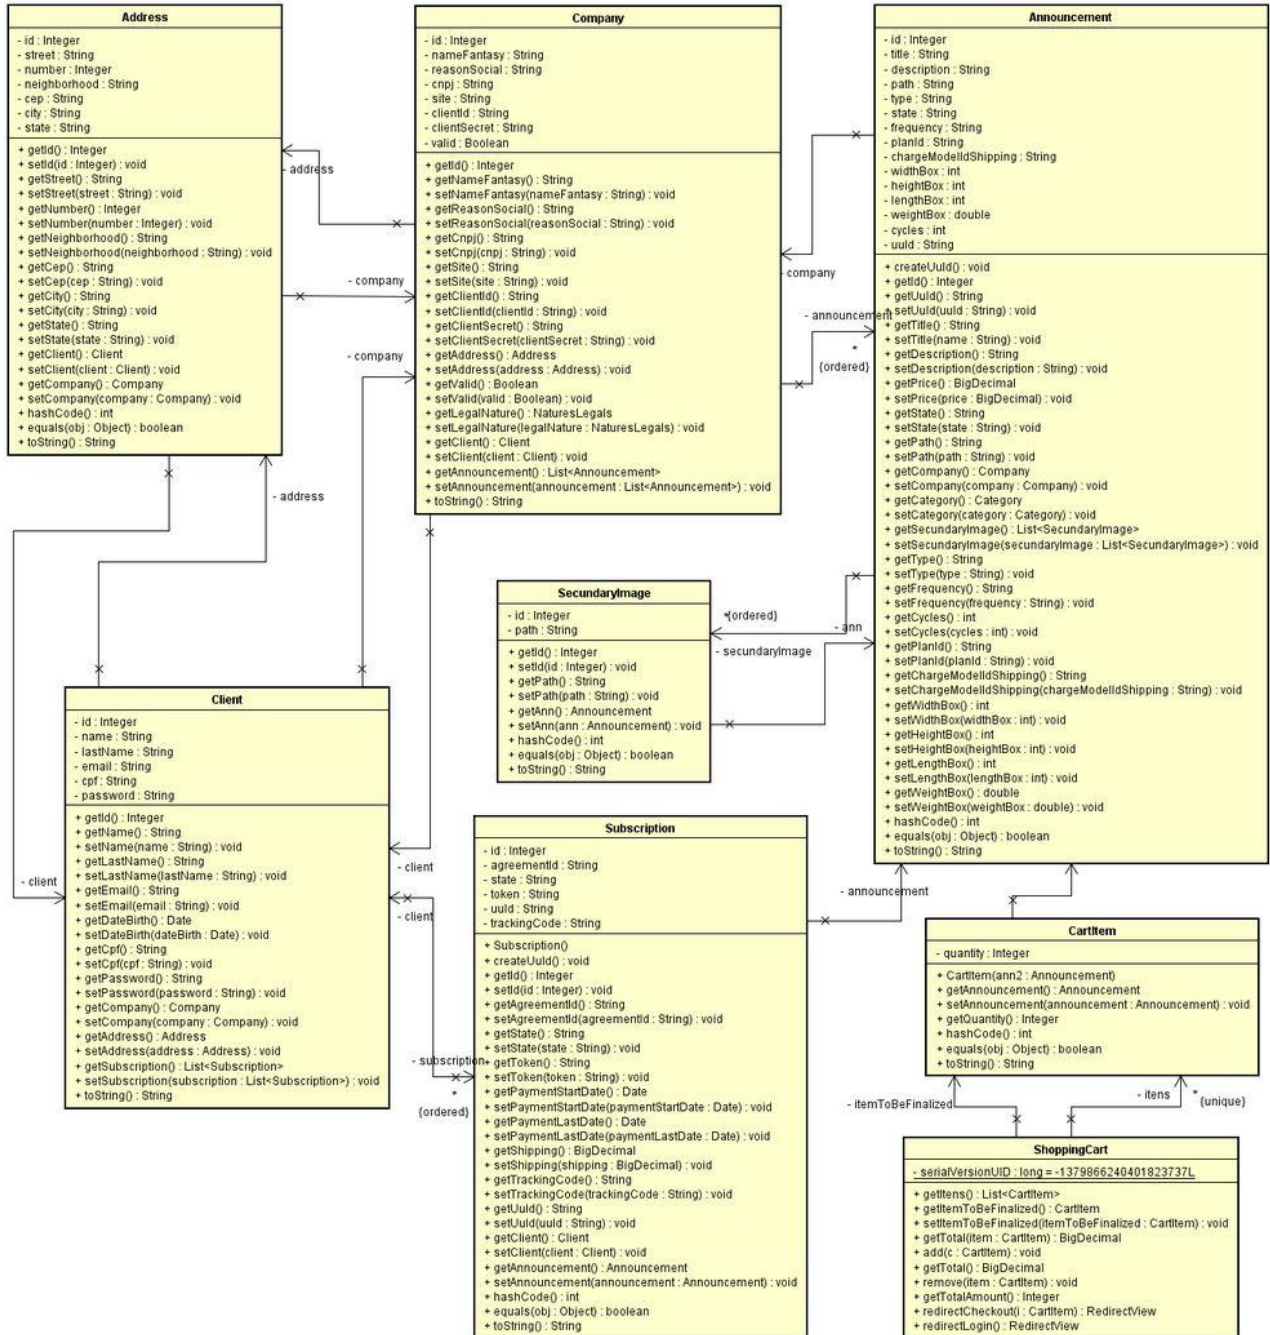 Address
- id : Integer
- street : String
- number : Integer
- neighborhood : String
- cep : String
- city : String
- state : String
+ getId() : Integer
+ setId(id : Integer) : void
+ getStreet() : String
+ setStreet(street : String) : void
+ getNumber() : Integer
+ setNumber(number : Integer) : void
+ getNeighborhood() : String
+ setNeighborhood(neighborhood : String) : void
+ getCep() : String
+ setCep(cep : String) : void
+ getCity() : String
+ setCity(city : String) : void
+ getState() : String
+ setState(state : String) : void
+ getClient() : Client
+ setClient(client : Client) : void
+ getCompany() : Company
+ setCompany(company : Company) : void
+ hashCode() : int
+ equals(obj : Object) : boolean
+ toString() : String
- address
- company
- company
- address
Company
- id : Integer
- nameFantasy : String
- reasonSocial : String
- cnpj : String
- site : String
- clientId : String
- clientSecret : String
- valid : Boolean
+ getId() : Integer
+ getNameFantasy() : String
+ setNameFantasy(nameFantasy : String) : void
+ getReasonSocial() : String
+ setReasonSocial(reasonSocial : String) : void
+ getCnpj() : String
+ setCnpj(cnpj : String) : void
+ getSite() : String
+ setSite(site : String) : void
+ getClientId() : String
+ setClientId(clientId : String) : void
+ getClientSecret() : String
+ setClientSecret(clientSecret : String) : void
+ getAddress() : Address
+ setAddress(address : Address) : void
+ getValid() : Boolean
+ setValid(valid : Boolean) : void
+ getLegalNature() : NaturesLegals
+ setLegalNature(legalNature : NaturesLegals) : void
+ getClient() : Client
+ setClient(client : Client) : void
+ getAnnouncement() : List<Announcement>
+ setAnnouncement(announcement : List<Announcement>) : void
+ toString() : String
- company
- announcement
*
{ordered}
Announcement
- id : Integer
- title : String
- description : String
- path : String
- type : String
- state : String
- frequency : String
- planId : String
- chargeModelIdShipping : String
- widthBox : int
- heightBox : int
- lengthBox : int
- weightBox : double
- cycles : int
- uuId : String
+ createUuId() : void
+ getId() : Integer
+ getUuId() : String
+ setUuId(uuId : String) : void
+ getTitle() : String
+ setTitle(name : String) : void
+ getDescription() : String
+ setDescription(description : String) : void
+ getPrice() : BigDecimal
+ setPrice(price : BigDecimal) : void
+ getState() : String
+ setState(state : String) : void
+ getPath() : String
+ setPath(path : String) : void
+ getCompany() : Company
+ setCompany(company : Company) : void
+ getCategory() : Category
+ setCategory(category : Category) : void
+ getSecundaryImage() : List<SecundaryImage>
+ setSecundaryImage(secundaryImage : List<SecundaryImage>) : void
+ getType() : String
+ setType(type : String) : void
+ getFrequency() : String
+ setFrequency(frequency : String) : void
+ getCycles() : int
+ setCycles(cycles : int) : void
+ getPlanId() : String
+ setPlanId(planId : String) : void
+ getChargeModelIdShipping() : String
+ setChargeModelIdShipping(chargeModelIdShipping : String) : void
+ getWidthBox() : int
+ setWidthBox(widthBox : int) : void
+ getHeightBox() : int
+ setHeightBox(heightBox : int) : void
+ getLengthBox() : int
+ setLengthBox(lengthBox : int) : void
+ getWeightBox() : double
+ setWeightBox(weightBox : double) : void
+ hashCode() : int
+ equals(obj : Object) : boolean
+ toString() : String
SecundaryImage
- id : Integer
- path : String
+ getId() : Integer
+ setId(id : Integer) : void
+ getPath() : String
+ setPath(path : String) : void
+ getAnn() : Announcement
+ setAnn(ann : Announcement) : void
+ hashCode() : int
+ equals(obj : Object) : boolean
+ toString() : String
*{ordered}
- ann
- secundaryImage
Client
- id : Integer
- name : String
- lastName : String
- email : String
- cpf : String
- password : String
+ getId() : Integer
+ getName() : String
+ setName(name : String) : void
+ getLastName() : String
+ setLastName(lastName : String) : void
+ getEmail() : String
+ setEmail(email : String) : void
+ getDateBirth() : Date
+ setDateBirth(dateBirth : Date) : void
+ getCpf() : String
+ setCpf(cpf : String) : void
+ getPassword() : String
+ setPassword(password : String) : void
+ getCompany() : Company
+ setCompany(company : Company) : void
+ getAddress() : Address
+ setAddress(address : Address) : void
+ getSubscription() : List<Subscription>
+ setSubscription(subscription : List<Subscription>) : void
+ toString() : String
- client
- client
- client
- subscription
*
{ordered}
Subscription
- id : Integer
- agreementId : String
- state : String
- token : String
- uuId : String
- trackingCode : String
+ Subscription()
+ createUuId() : void
+ getId() : Integer
+ setId(id : Integer) : void
+ getAgreementId() : String
+ setAgreementId(agreementId : String) : void
+ getState() : String
+ setState(state : String) : void
+ getToken() : String
+ setToken(token : String) : void
+ getPaymentStartDate() : Date
+ setPaymentStartDate(paymentStartDate : Date) : void
+ getPaymentLastDate() : Date
+ setPaymentLastDate(paymentLastDate : Date) : void
+ getShipping() : BigDecimal
+ setShipping(shipping : BigDecimal) : void
+ getTrackingCode() : String
+ setTrackingCode(trackingCode : String) : void
+ getUuId() : String
+ setUuId(uuId : String) : void
+ getClient() : Client
+ setClient(client : Client) : void
+ getAnnouncement() : Announcement
+ setAnnouncement(announcement : Announcement) : void
+ hashCode() : int
+ equals(obj : Object) : boolean
+ toString() : String
- announcement
CartItem
- quantity : Integer
+ CartItem(ann2 : Announcement)
+ getAnnouncement() : Announcement
+ setAnnouncement(announcement : Announcement) : void
+ getQuantity() : Integer
+ hashCode() : int
+ equals(obj : Object) : boolean
+ toString() : String
- itemToBeFinalized
- itens
*
{unique}
ShoppingCart
- serialVersionUID : long = -1379866240401823737L
+ getItens() : List<CartItem>
+ getItemToBeFinalized() : CartItem
+ setItemToBeFinalized(itemToBeFinalized : CartItem) : void
+ getTotal(item : CartItem) : BigDecimal
+ add(c : CartItem) : void
+ getTotal() : BigDecimal
+ remove(item : CartItem) : void
+ getTotalAmount() : Integer
+ redirectCheckout(i : CartItem) : RedirectView
+ redirectLogin() : RedirectView